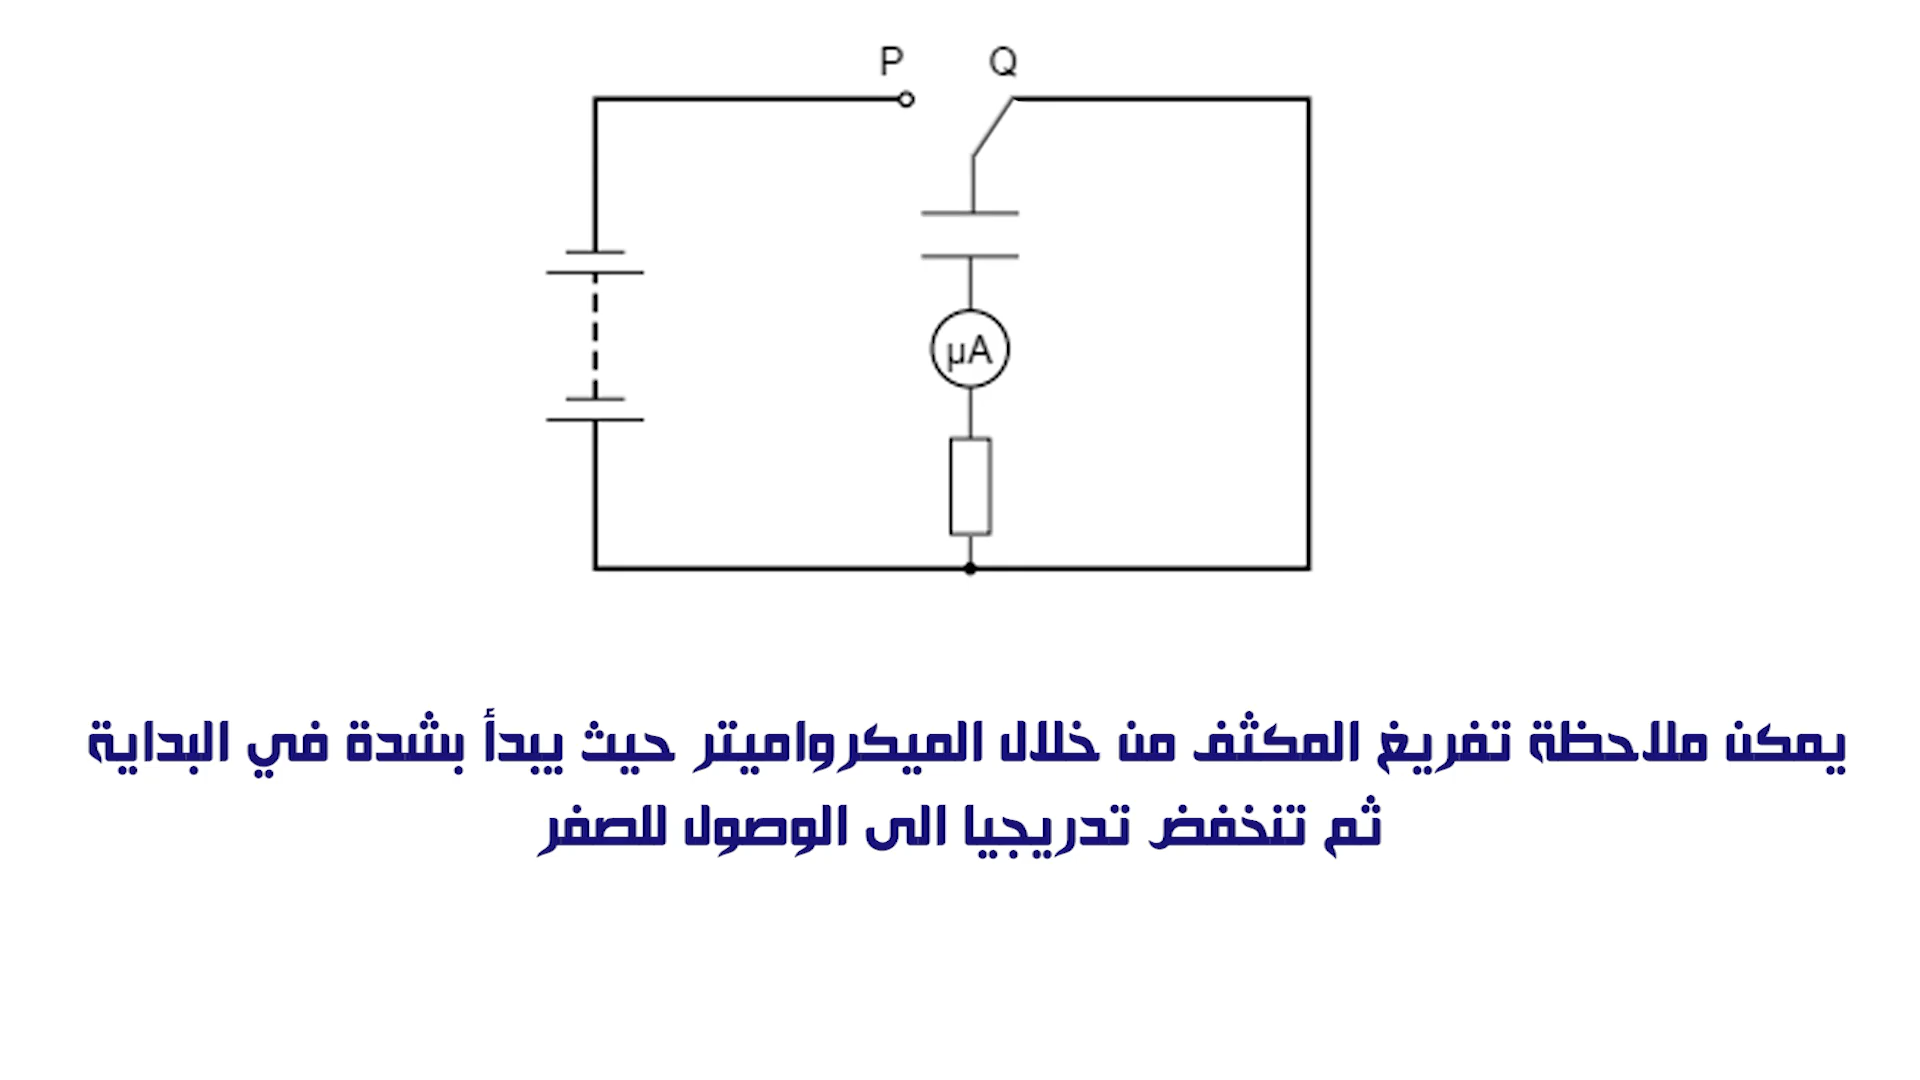 P Q
μA
يمكن ملاحظة تفريغ المكثف من خلال الميكرواميتر حيث يبدأ بشدة في البداية
ثم تنخفض تدريجيا الى الوصول للصفر